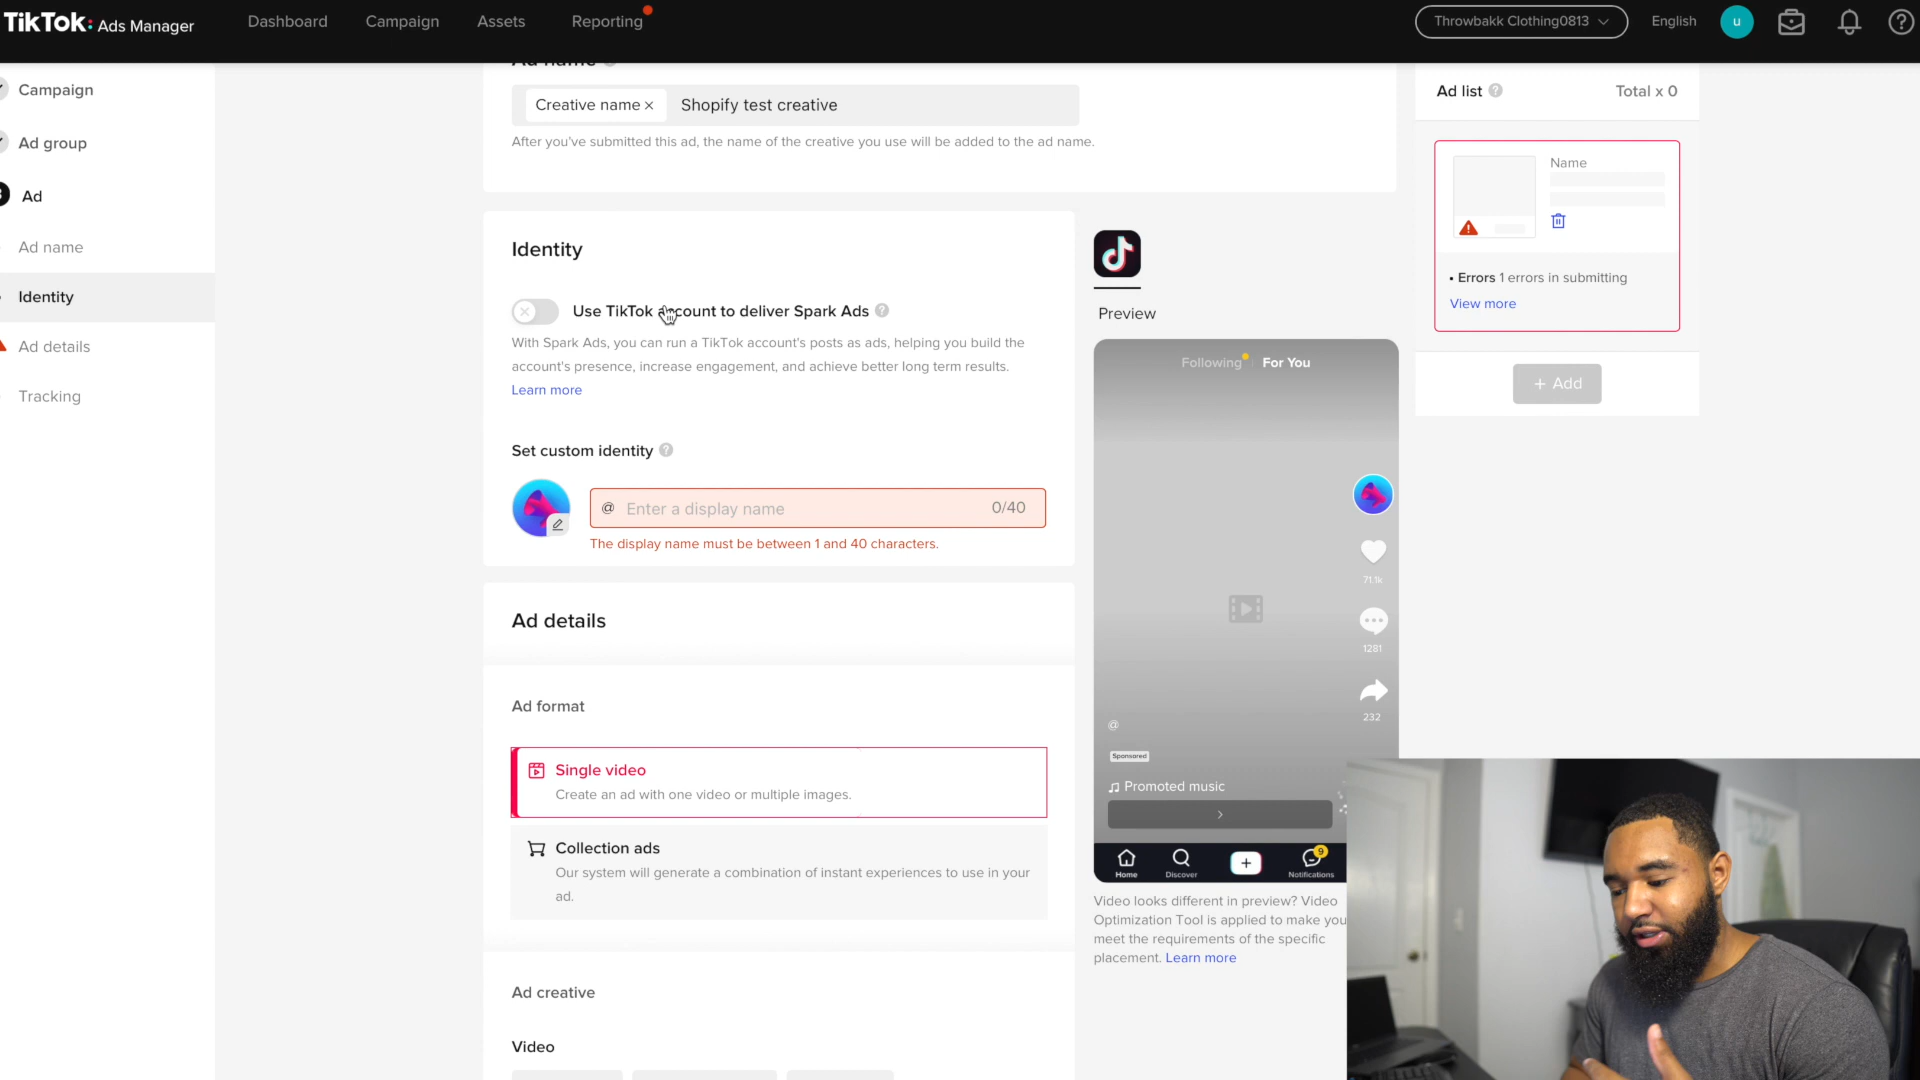 TikTok: Ads Manager
Dashboard
Campaign
Assets
Reporting
Throwbakk Clothing0813
English
u
Campaign
Ad group
Ad
Ad name
Identity
Ad details
Tracking
Creative name × Shopify test creative
After you've submitted this ad, the name of the creative you use will be added to the ad name.
Identity
Use TikTok account to deliver Spark Ads
With Spark Ads, you can run a TikTok account's posts as ads, helping you build the
account's presence, increase engagement, and achieve better long term results.
Learn more
Set custom identity
@ Enter a display name 0/40
The display name must be between 1 and 40 characters.
Ad details
Ad format
Single video
Create an ad with one video or multiple images.
Collection ads
Our system will generate a combination of instant experiences to use in your
ad.
Ad creative
Video
Preview
Following For You
71.1k
1281
232
@
Sponsored
Promoted music
Home
Discover
9
Notifications
Video looks different in preview? Video
Optimization Tool is applied to make you
meet the requirements of the specific
placement. Learn more
Ad list Total x 0
Name
• Errors 1 errors in submitting
View more
+ Add